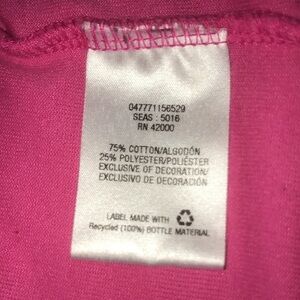 047771156529
SEAS : 5016
RN 42000
75% COTTON/ALGODÓN
25% POLYESTER/POLIÉSTER
EXCLUSIVE OF DECORATION/
EXCLUSIVO DE DECORACIÓN
LABEL MADE WITH
Recycled (100%) BOTTLE MATERIAL